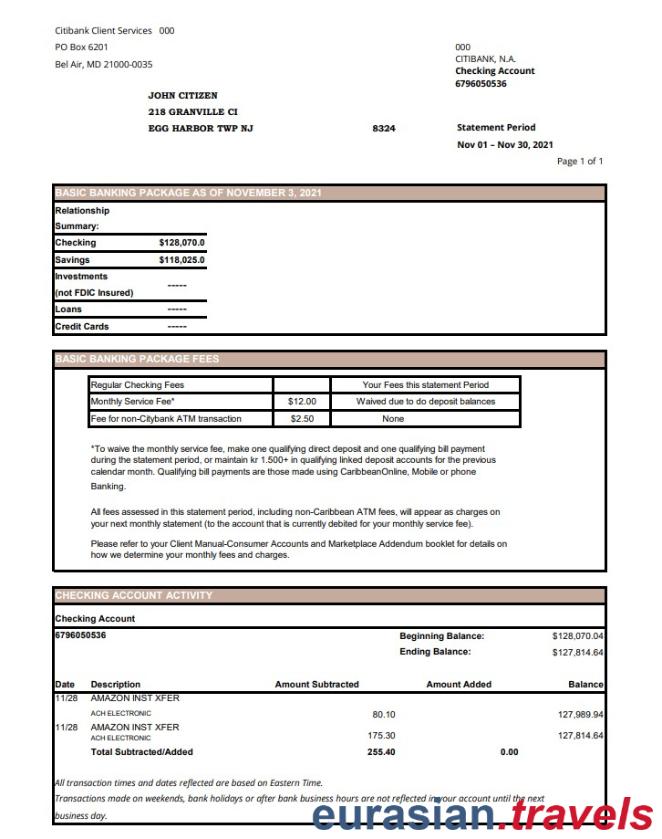 Citibank Client Services 000
PO Box 6201
Bel Air, MD 21000-0035
000
CITIBANK, N.A.
Checking Account
6796050536
JOHN CITIZEN
218 GRANVILLE CI
EGG HARBOR TWP NJ 8324
Statement Period
Nov 01 – Nov 30, 2021
Page 1 of 1
BASIC BANKING PACKAGE AS OF NOVEMBER 3, 2021
Relationship
Summary:
Checking $128,070.0
Savings $118,025.0
Investments
(not FDIC Insured) -----
Loans -----
Credit Cards -----
BASIC BANKING PACKAGE FEES
Regular Checking Fees Your Fees this statement Period
Monthly Service Fee* $12.00 Waived due to do deposit balances
Fee for non-Citybank ATM transaction $2.50 None
*To waive the monthly service fee, make one qualifying direct deposit and one qualifying bill payment
during the statement period, or maintain kr 1.500+ in qualifying linked deposit accounts for the previous
calendar month. Qualifying bill payments are those made using CaribbeanOnline, Mobile or phone
Banking.
All fees assessed in this statement period, including non-Caribbean ATM fees, will appear as charges on
your next monthly statement (to the account that is currently debited for your monthly service fee).
Please refer to your Client Manual-Consumer Accounts and Marketplace Addendum booklet for details on
how we determine your monthly fees and charges.
CHECKING ACCOUNT ACTIVITY
Checking Account
6796050536 Beginning Balance: $128,070.04
Ending Balance: $127,814.64
Date Description Amount Subtracted Amount Added Balance
11/28 AMAZON INST XFER
ACH ELECTRONIC 80.10 127,989.94
11/28 AMAZON INST XFER
ACH ELECTRONIC 175.30 127,814.64
Total Subtracted/Added 255.40 0.00
All transaction times and dates reflected are based on Eastern Time.
Transactions made on weekends, bank holidays or after bank business hours are not reflected in your account until the next
business day.
eurasian.travels